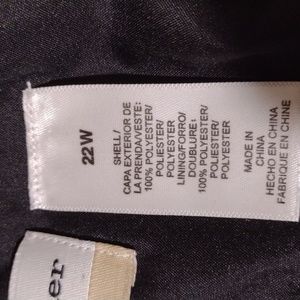 22W
SHELL/
CAPA EXTERIOR DE
LA PRENDA/VESTE:
100% POLYESTER/
POLIESTER/
POLYESTER
LINING/FORRO/
DOUBLURE:
100% POLYESTER/
POLIESTER/
POLYESTER
MADE IN
CHINA
HECHO EN CHINA
FABRIQUE EN CHINE
er